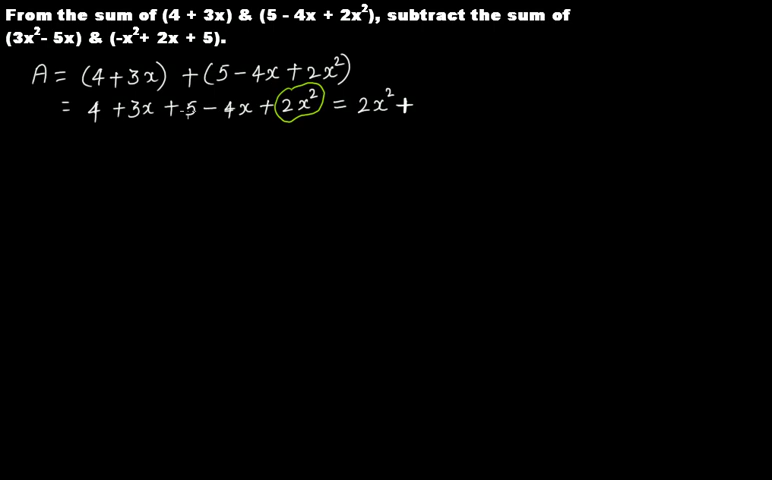 From the sum of (4 + 3x) & (5 - 4x + 2x²), subtract the sum of
(3x²- 5x) & (-x²+ 2x + 5).
A = (4+3x) + (5-4x+2x²)
= 4 +3x +5 - 4x + 2x² = 2x² +